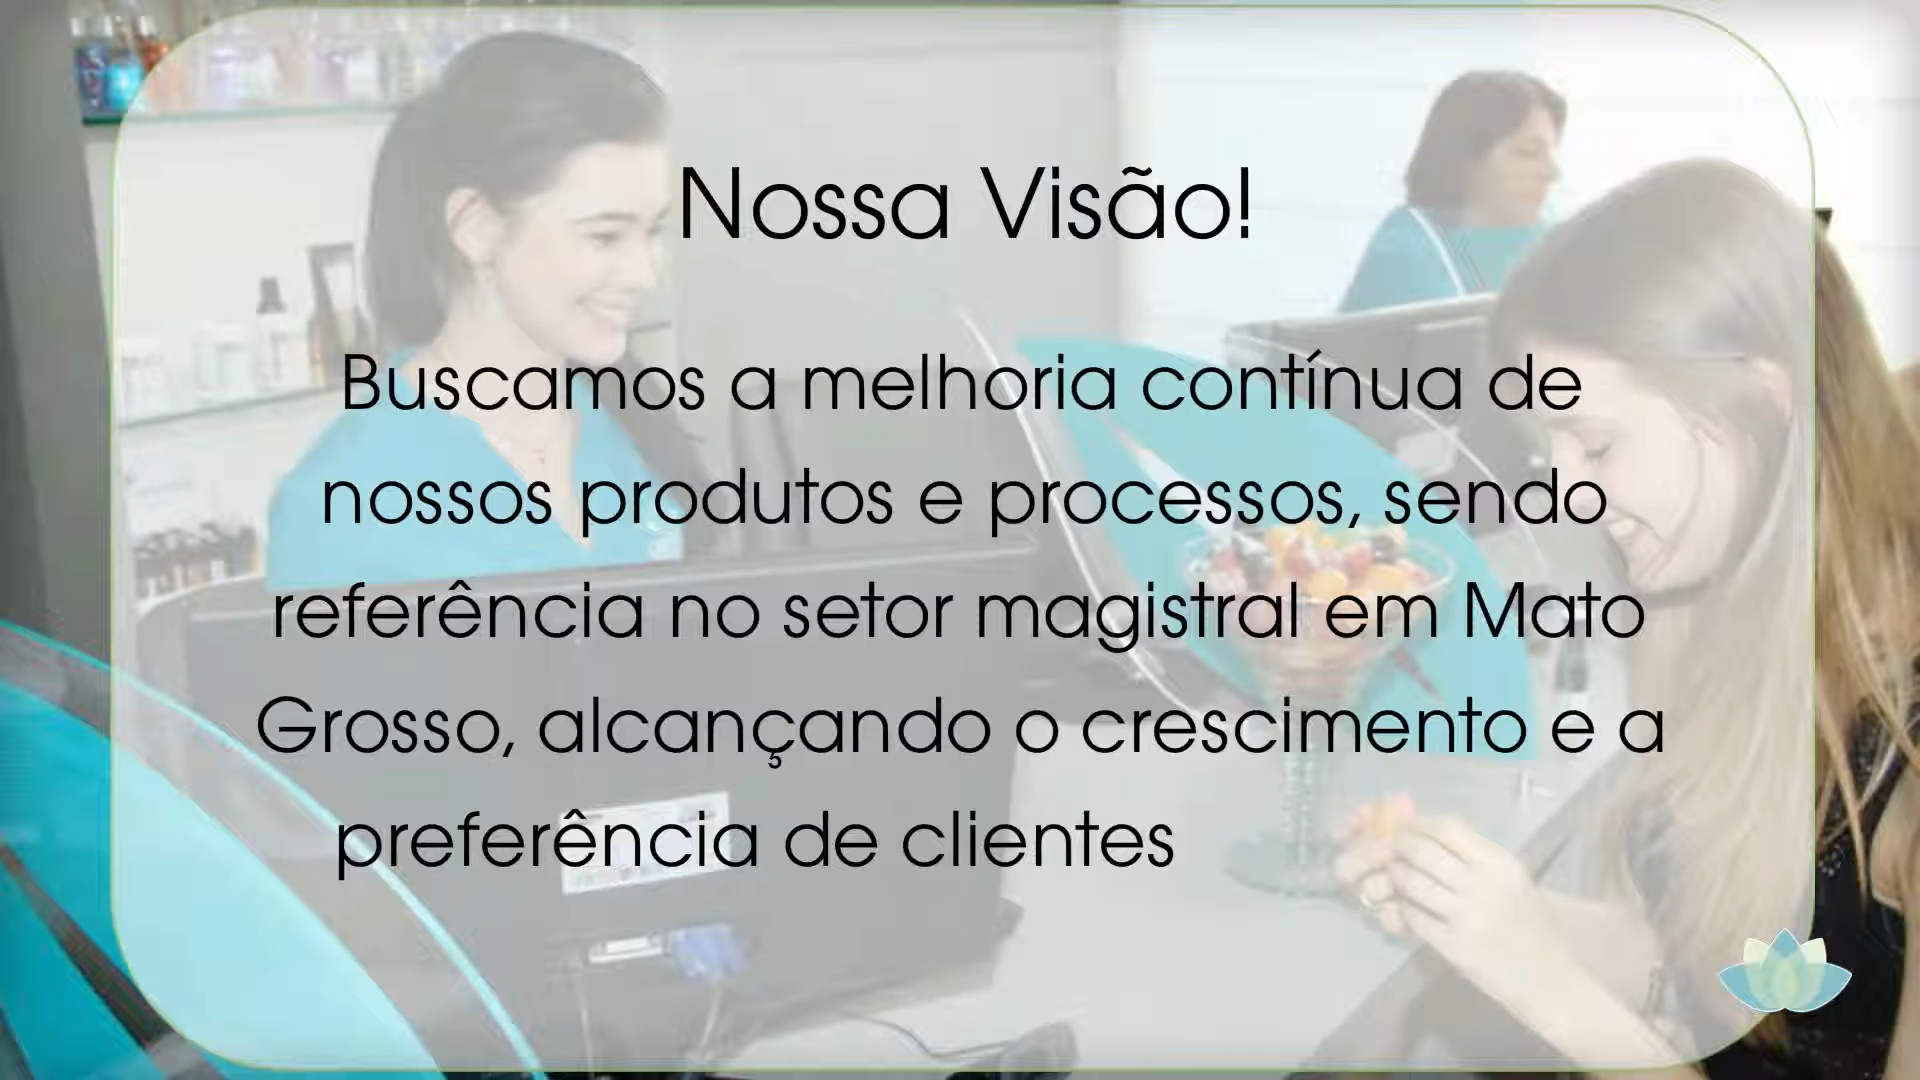 Nossa Visão!
Buscamos a melhoria contínua de
nossos produtos e processos, sendo
referência no setor magistral em Mato
Grosso, alcançando o crescimento e a
preferência de clientes